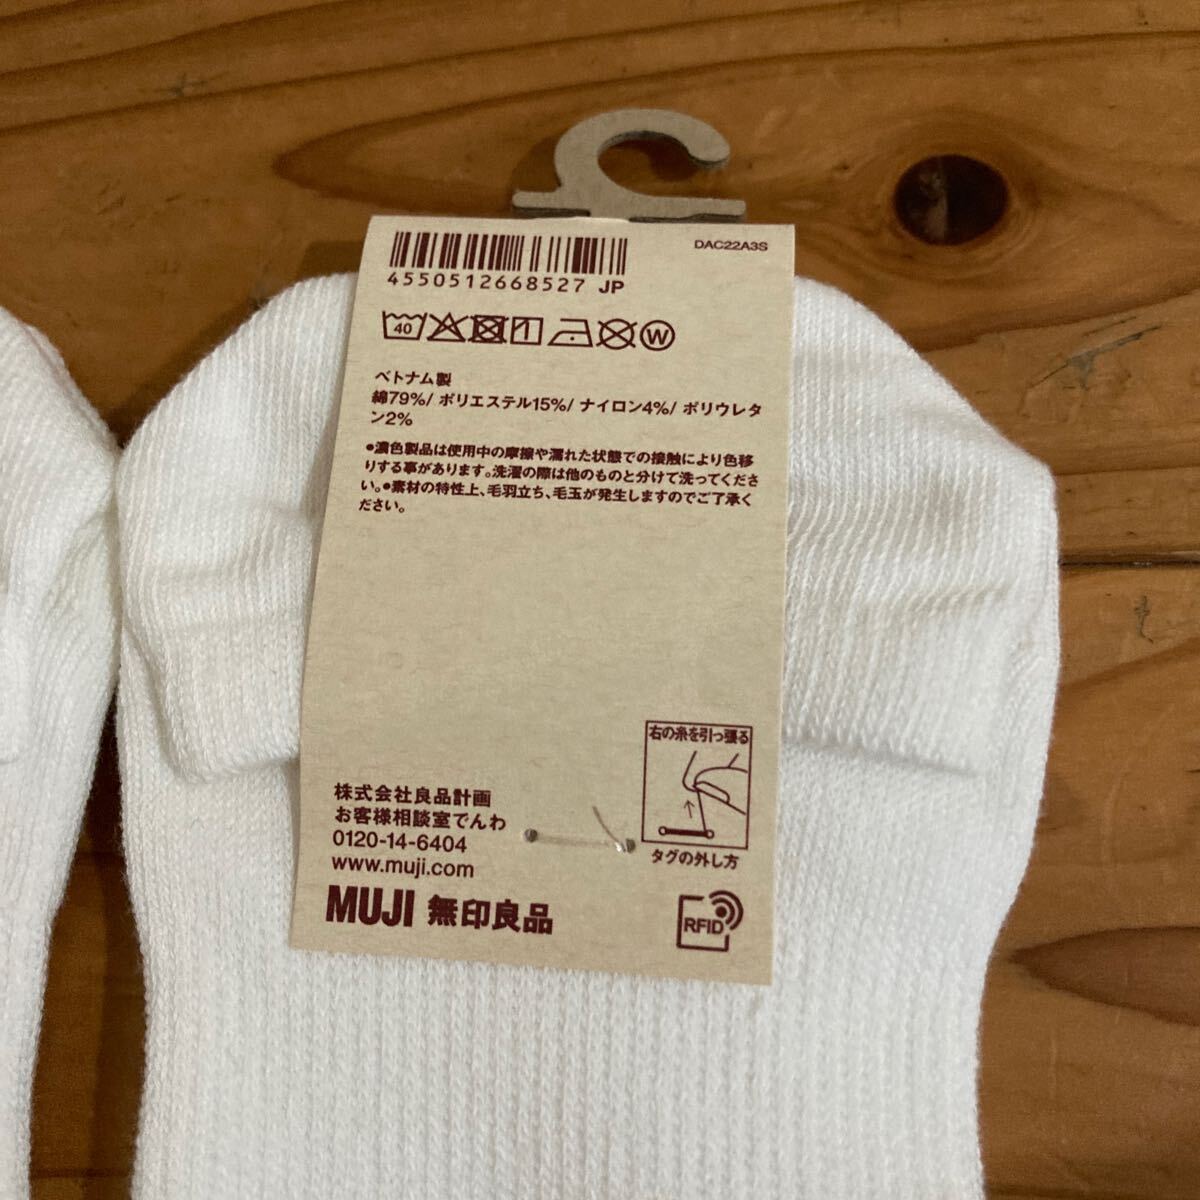 DAC22A3S
4550512668527 JP
40
W
ベトナム製
綿79%/ ポリエステル15%/ ナイロン4%/ ポリウレタ
ン2%
●濃色製品は使用中の摩擦や濡れた状態での接触により色移
りする事があります。洗濯の際は他のものと分けて洗ってくださ
い。●素材の特性上、毛羽立ち、毛玉が発生しますのでご了承く
ださい。
右の糸を引っ張る
タグの外し方
株式会社良品計画
お客様相談室でんわ
0120-14-6404
www.muji.com
MUJI 無印良品
RFID